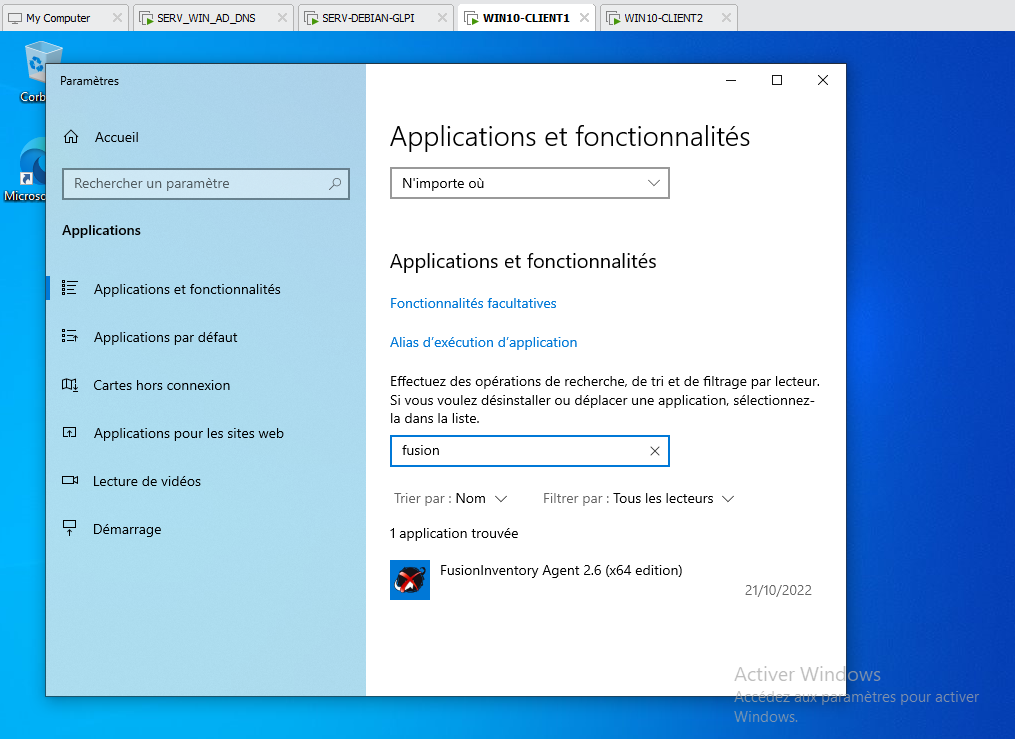 My Computer
SERV_WIN_AD_DNS
SERV-DEBIAN-GLPI
WIN10-CLIENT1
WIN10-CLIENT2
Corb
Microsc
Paramètres
Accueil
Rechercher un paramètre
Applications
Applications et fonctionnalités
Applications par défaut
Cartes hors connexion
Applications pour les sites web
Lecture de vidéos
Démarrage
Applications et fonctionnalités
N'importe où
Applications et fonctionnalités
Fonctionnalités facultatives
Alias d’exécution d’application
Effectuez des opérations de recherche, de tri et de filtrage par lecteur.
Si vous voulez désinstaller ou déplacer une application, sélectionnez-
la dans la liste.
fusion
Trier par : Nom
Filtrer par : Tous les lecteurs
1 application trouvée
FusionInventory Agent 2.6 (x64 edition)
21/10/2022
Activer Windows
Accédez aux paramètres pour activer
Windows.